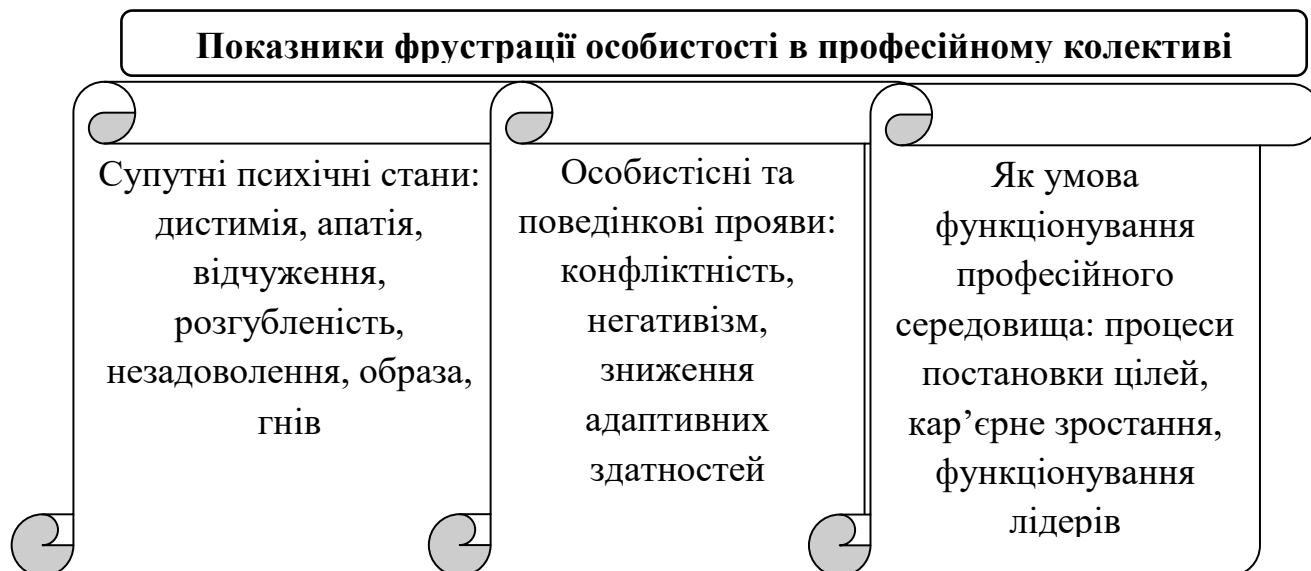 Показники фрустрації особистості в професійному колективі
Супутні психічні стани:
дистимія, апатія,
відчуження,
розгубленість,
незадоволення, образа,
гнів
Особистісні та
поведінкові прояви:
конфліктність,
негативізм,
зниження
адаптивних
здатностей
Як умова
функціонування
професійного
середовища: процеси
постановки цілей,
кар’єрне зростання,
функціонування
лідерів